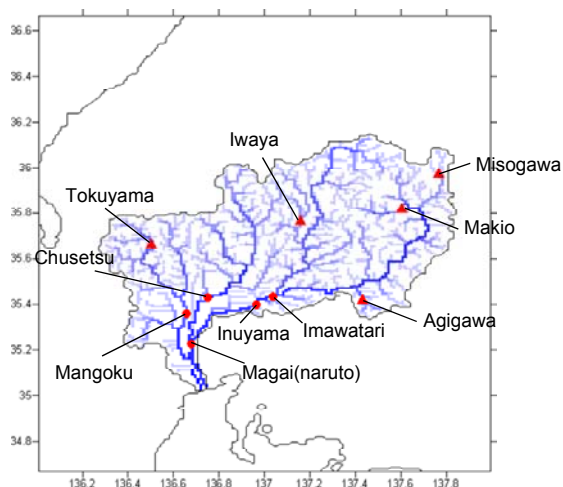 36.6
36.4
36.2
36
35.8
35.6
35.4
35.2
35
34.8
Iwaya
Misogawa
Tokuyama
Makio
Chusetsu
Inuyama
Imawatari
Agigawa
Mangoku
Magai(naruto)
136.2 136.4 136.6 136.8 137 137.2 137.4 137.6 137.8